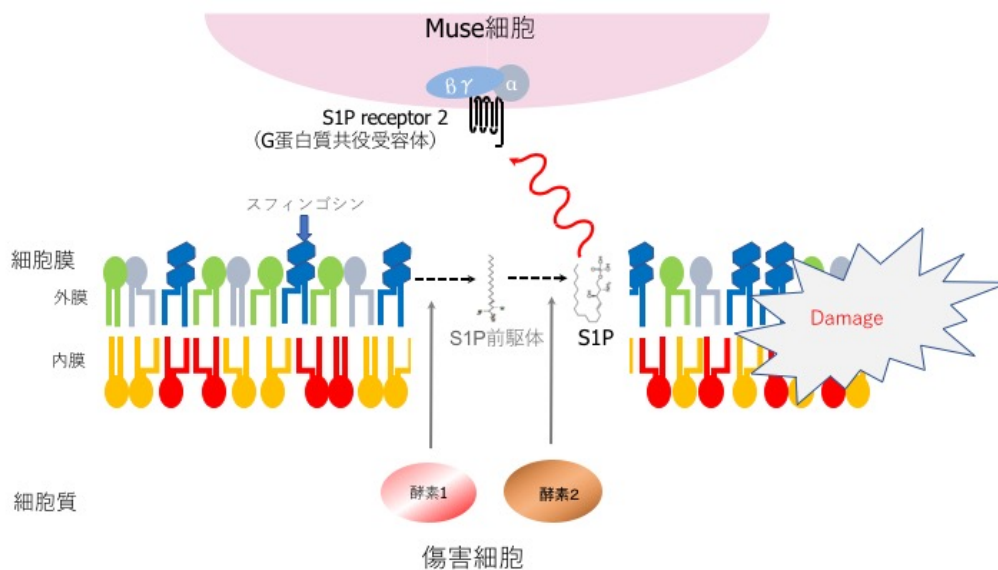 Muse細胞
βγ
α
S1P receptor 2
（G蛋白質共役受容体）
スフィンゴシン
細胞膜
外膜
内膜
S1P前駆体
S1P
Damage
酵素1
酵素2
細胞質
傷害細胞